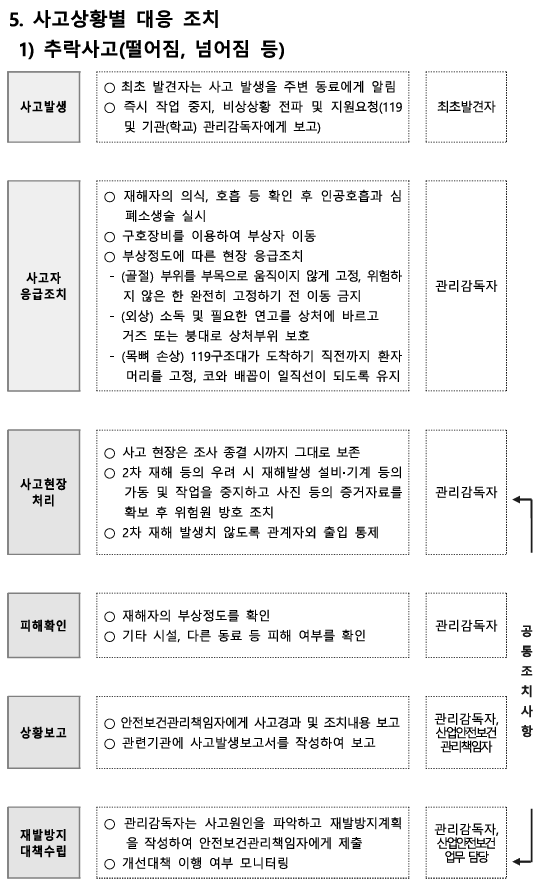 5. 사고상황별 대응 조치
1) 추락사고(떨어짐, 넘어짐 등)
사고발생
○ 최초 발견자는 사고 발생을 주변 동료에게 알림
○ 즉시 작업 중지, 비상상황 전파 및 지원요청(119
및 기관(학교) 관리감독자에게 보고)
최초발견자
사고자
응급조치
○ 재해자의 의식, 호흡 등 확인 후 인공호흡과 심
폐소생술 실시
○ 구호장비를 이용하여 부상자 이동
○ 부상정도에 따른 현장 응급조치
- (골절) 부위를 부목으로 움직이지 않게 고정, 위험하
지 않은 한 완전히 고정하기 전 이동 금지
- (외상) 소독 및 필요한 연고를 상처에 바르고
거즈 또는 붕대로 상처부위 보호
- (목뼈 손상) 119구조대가 도착하기 직전까지 환자
머리를 고정, 코와 배꼽이 일직선이 되도록 유지
관리감독자
사고현장
처리
○ 사고 현장은 조사 종결 시까지 그대로 보존
○ 2차 재해 등의 우려 시 재해발생 설비·기계 등의
가동 및 작업을 중지하고 사진 등의 증거자료를
확보 후 위험원 방호 조치
○ 2차 재해 발생치 않도록 관계자외 출입 통제
관리감독자
피해확인
○ 재해자의 부상정도를 확인
○ 기타 시설, 다른 동료 등 피해 여부를 확인
관리감독자
상황보고
○ 안전보건관리책임자에게 사고경과 및 조치내용 보고
○ 관련기관에 사고발생보고서를 작성하여 보고
관리감독자,
산업안전보건
관리책임자
재발방지
대책수립
○ 관리감독자는 사고원인을 파악하고 재발방지계획
을 작성하여 안전보건관리책임자에게 제출
○ 개선대책 이행 여부 모니터링
관리감독자,
산업안전보건
업무 담당
공통조치사항